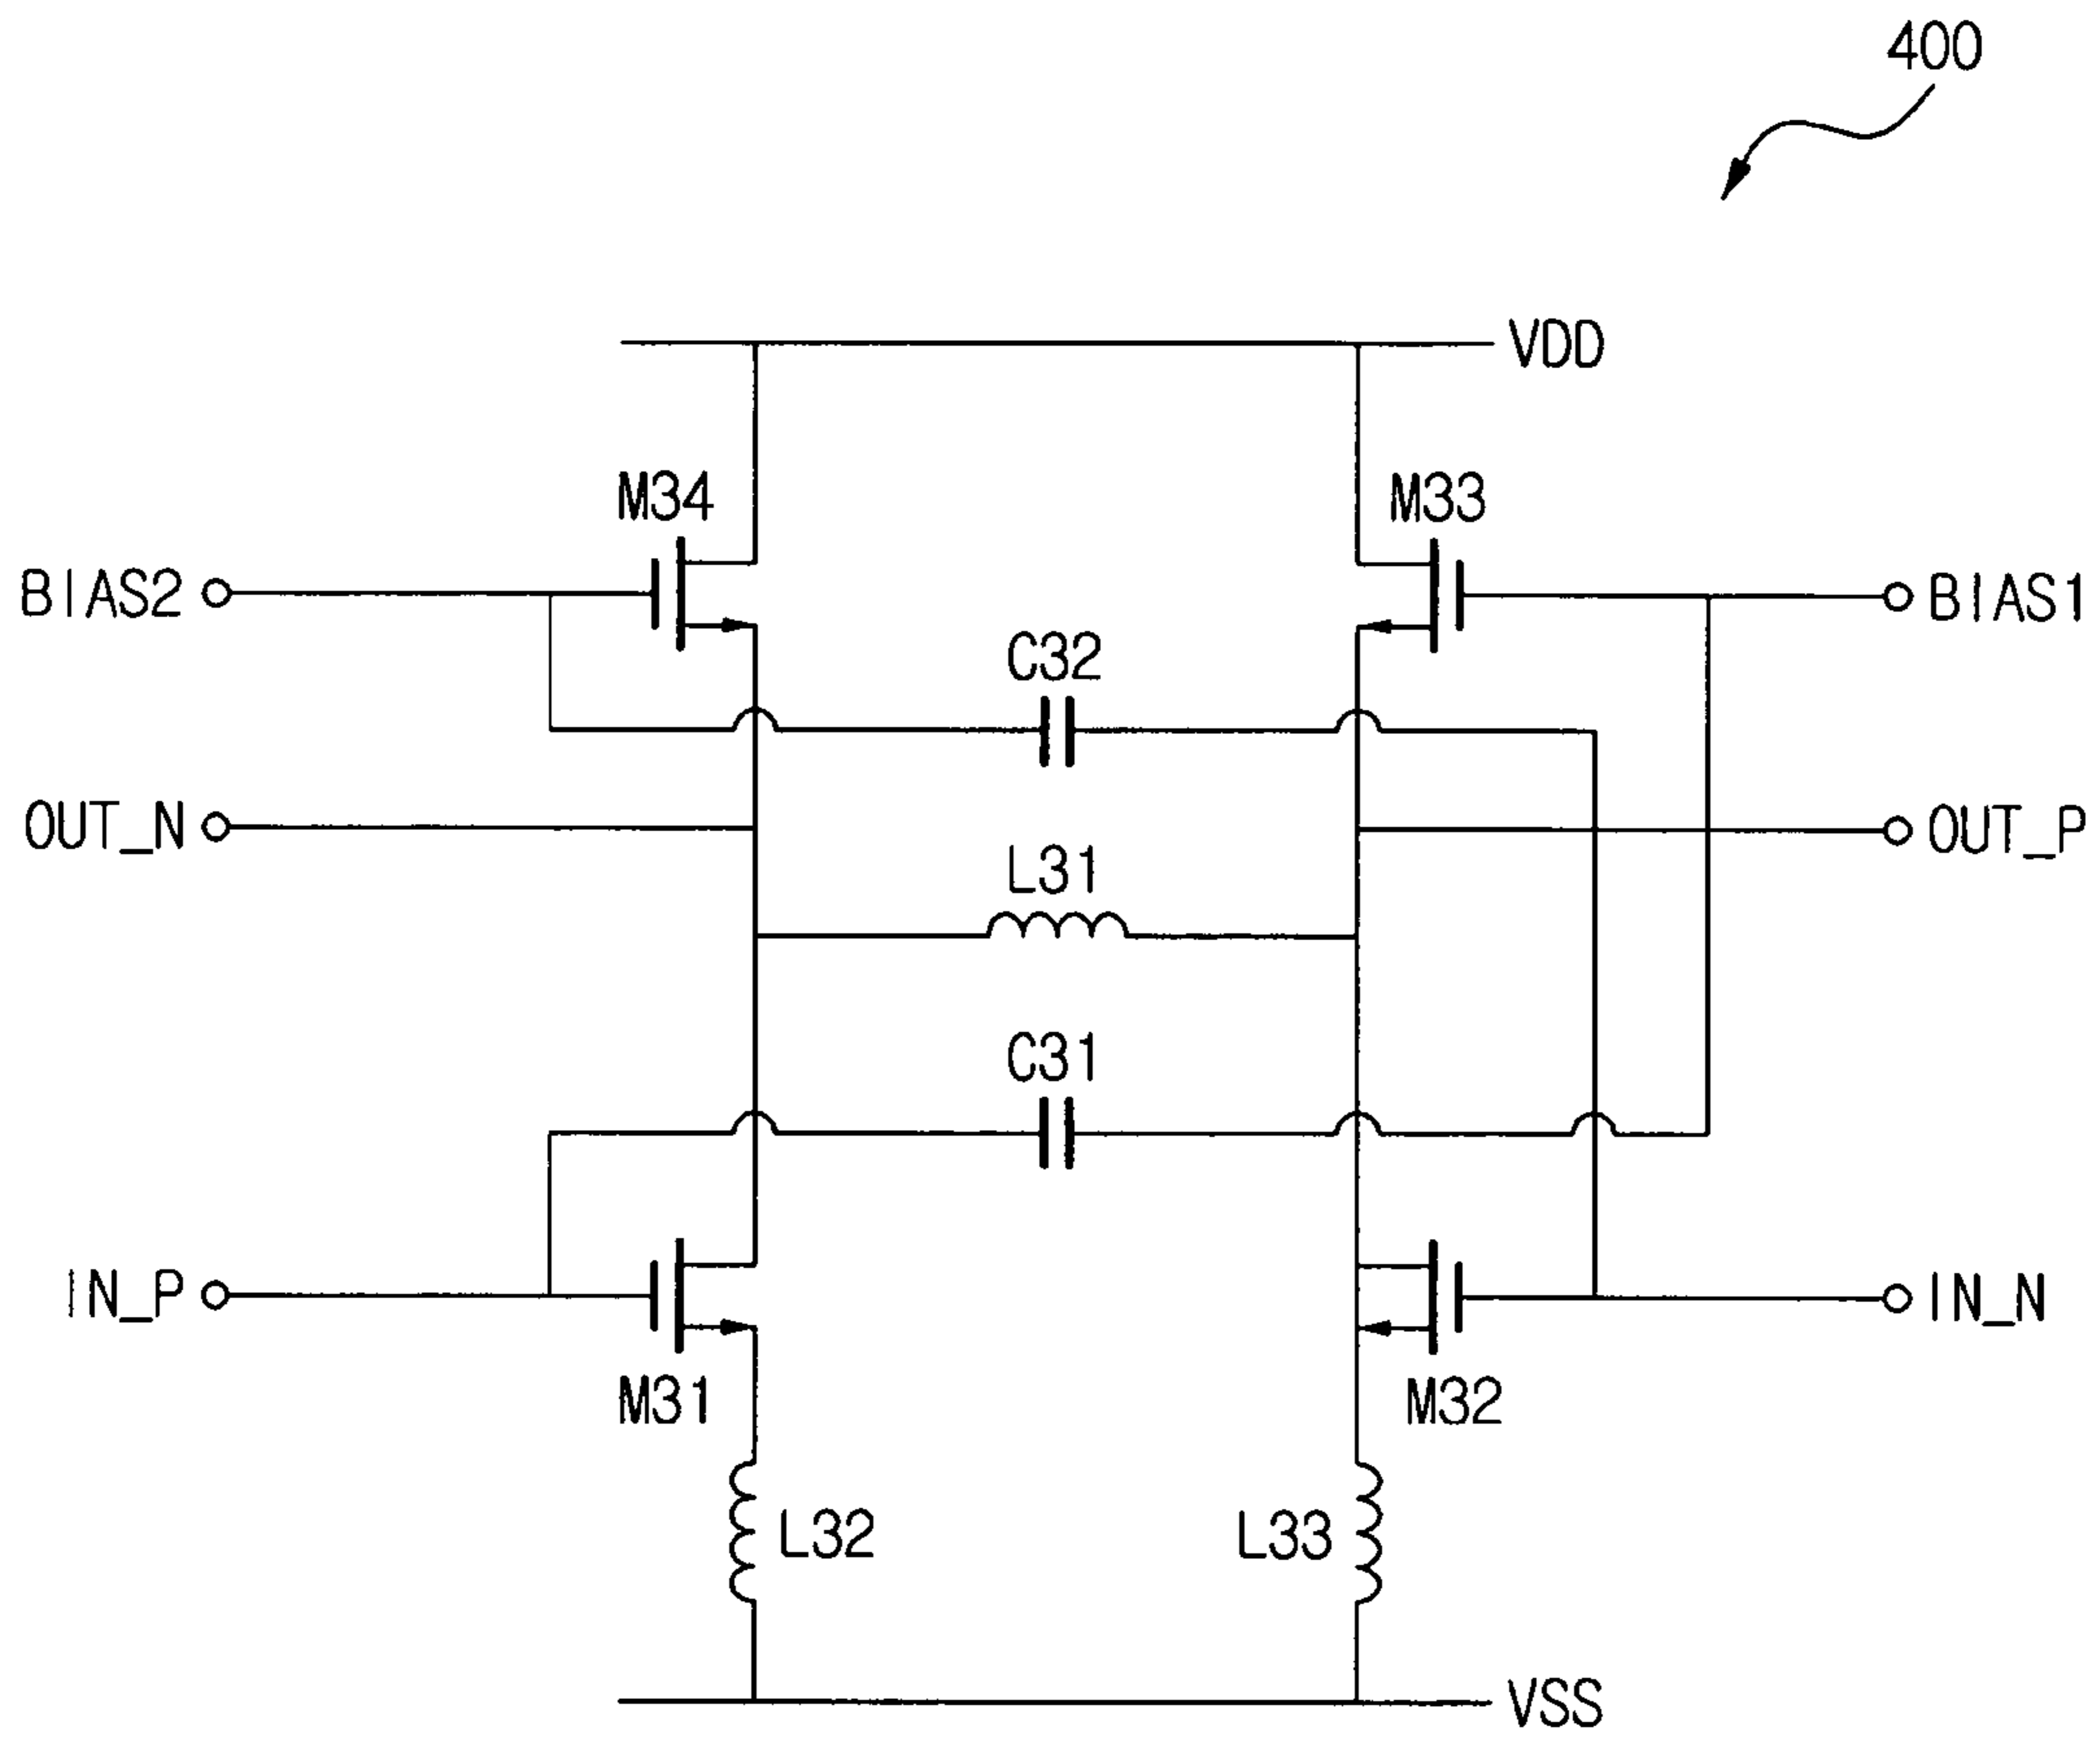 400
VDD
M34
M33
BIAS2
BIAS1
C32
OUT_N
OUT_P
L31
C31
IN_P
IN_N
M31
M32
L32
L33
VSS